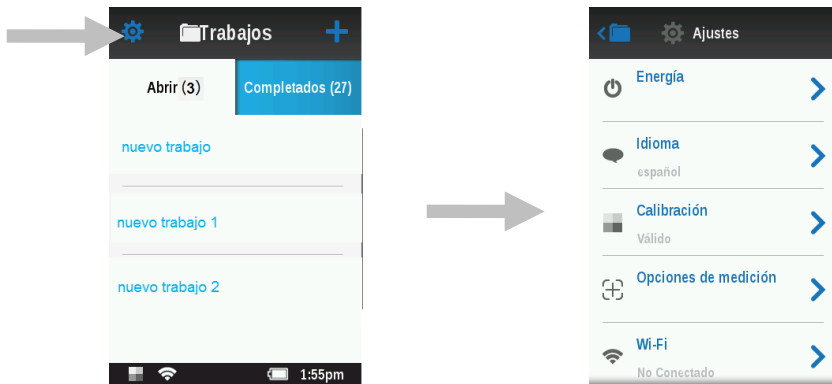 Trabajos
Abrir (3)
Completados (27)
nuevo trabajo
nuevo trabajo 1
nuevo trabajo 2
1:55pm
Ajustes
Energía
Idioma
español
Calibración
Válido
Opciones de medición
Wi-Fi
No Conectado